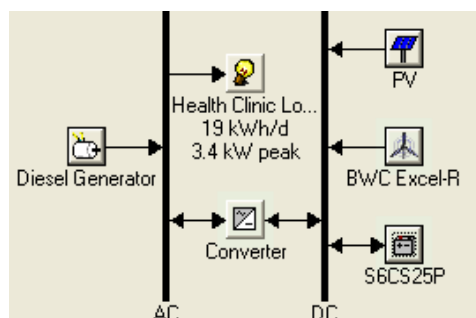 Health Clinic Lo...
19 kWh/d
3.4 kW peak
Diesel Generator
Converter
PV
BWC Excel-R
S6CS25P
AC
DC